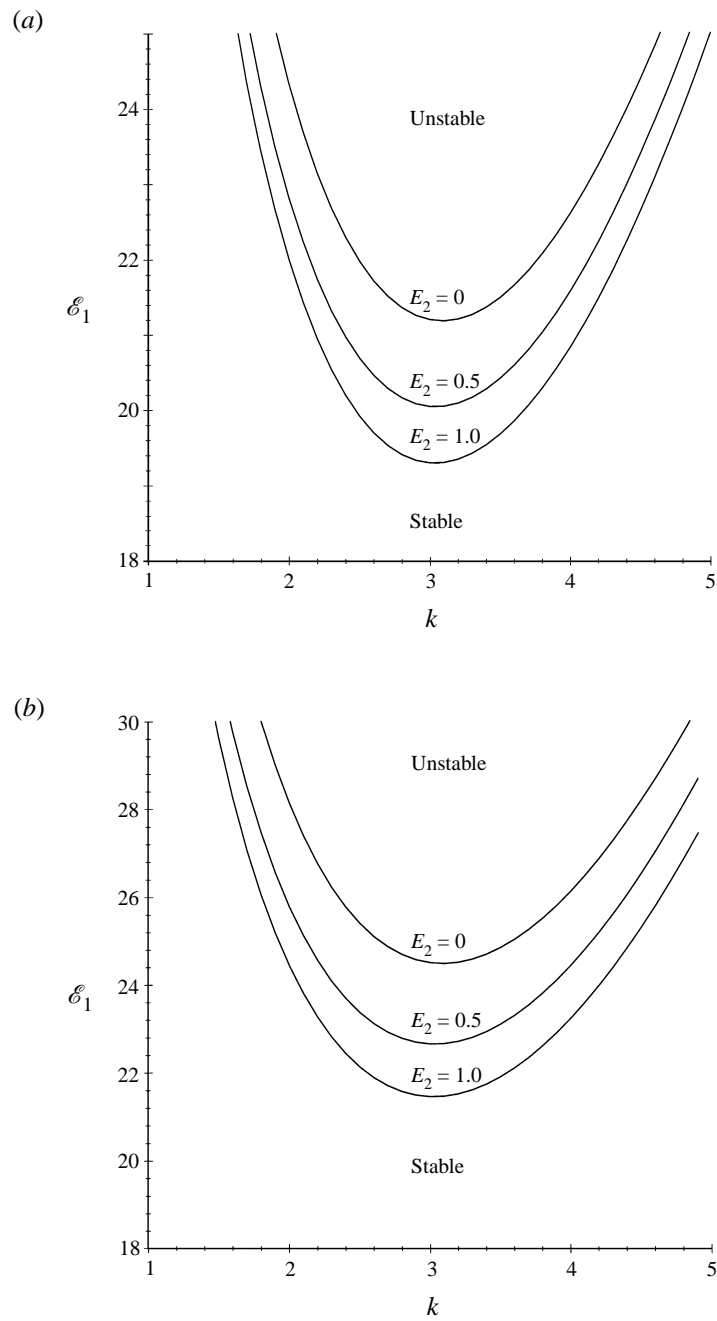 (a)
24
22
20
18
ℰ1
Unstable
E2 = 0
E2 = 0.5
E2 = 1.0
Stable
1 2 3 4 5
k
(b)
30
28
26
24
22
20
18
ℰ1
Unstable
E2 = 0
E2 = 0.5
E2 = 1.0
Stable
1 2 3 4 5
k